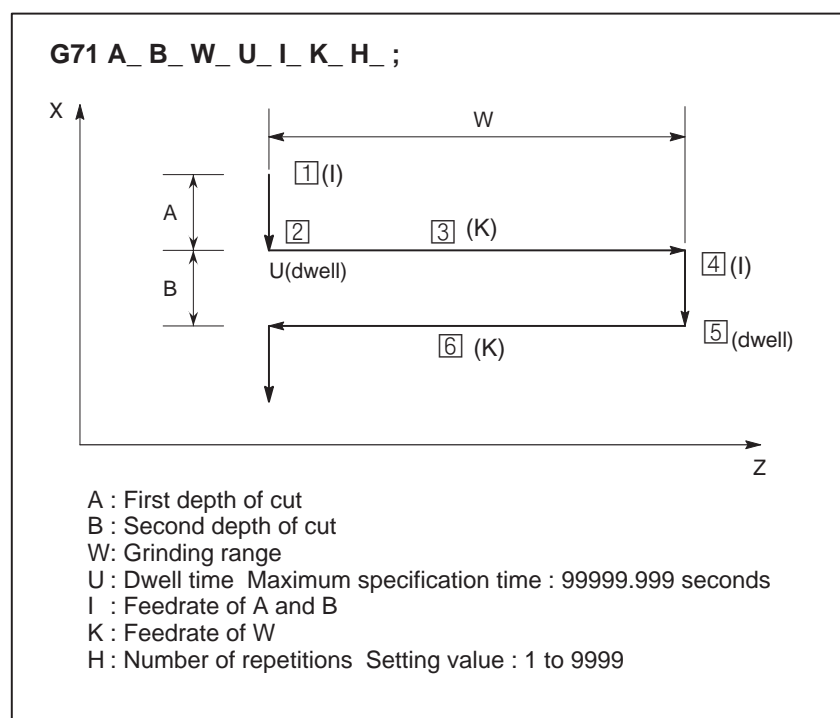 G71 A_ B_ W_ U_ I_ K_ H_ ;
X
W
1 (I)
A
2
3 (K)
U(dwell)
4 (I)
B
5 (dwell)
6 (K)
Z
A : First depth of cut
B : Second depth of cut
W: Grinding range
U : Dwell time Maximum specification time : 99999.999 seconds
I : Feedrate of A and B
K : Feedrate of W
H : Number of repetitions Setting value : 1 to 9999